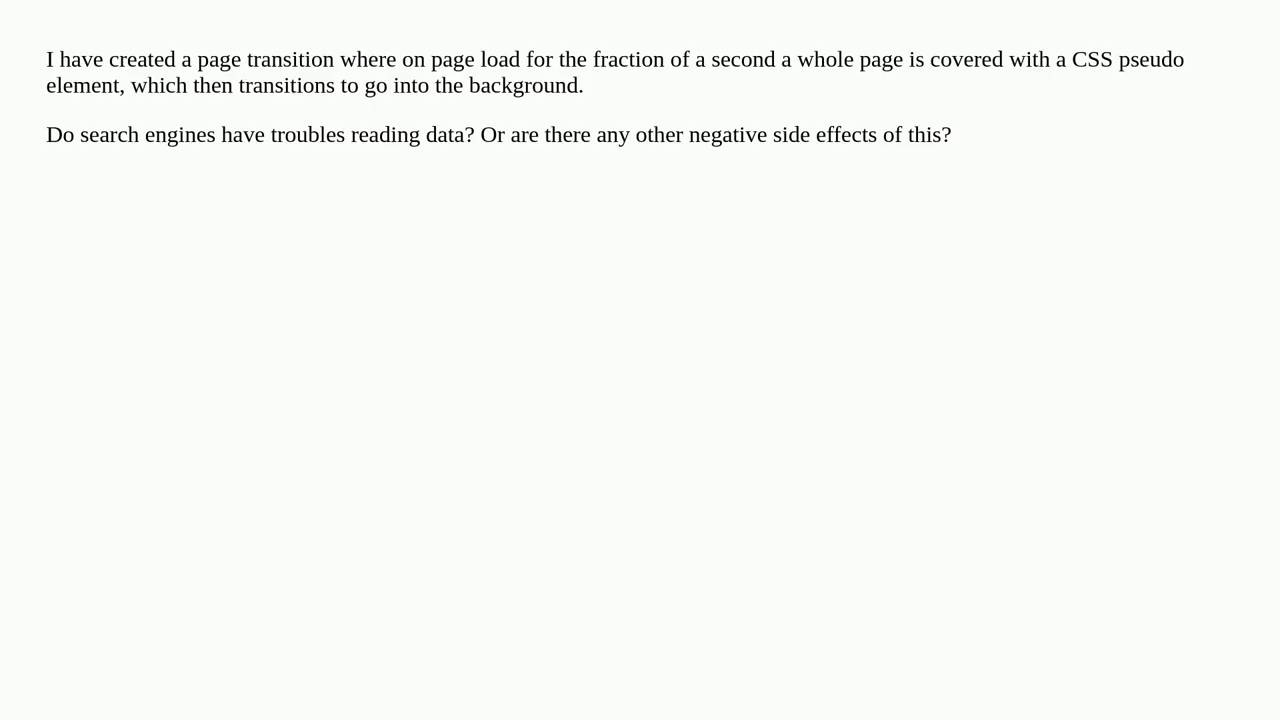 I have created a page transition where on page load for the fraction of a second a whole page is covered with a CSS pseudo
element, which then transitions to go into the background.
Do search engines have troubles reading data? Or are there any other negative side effects of this?